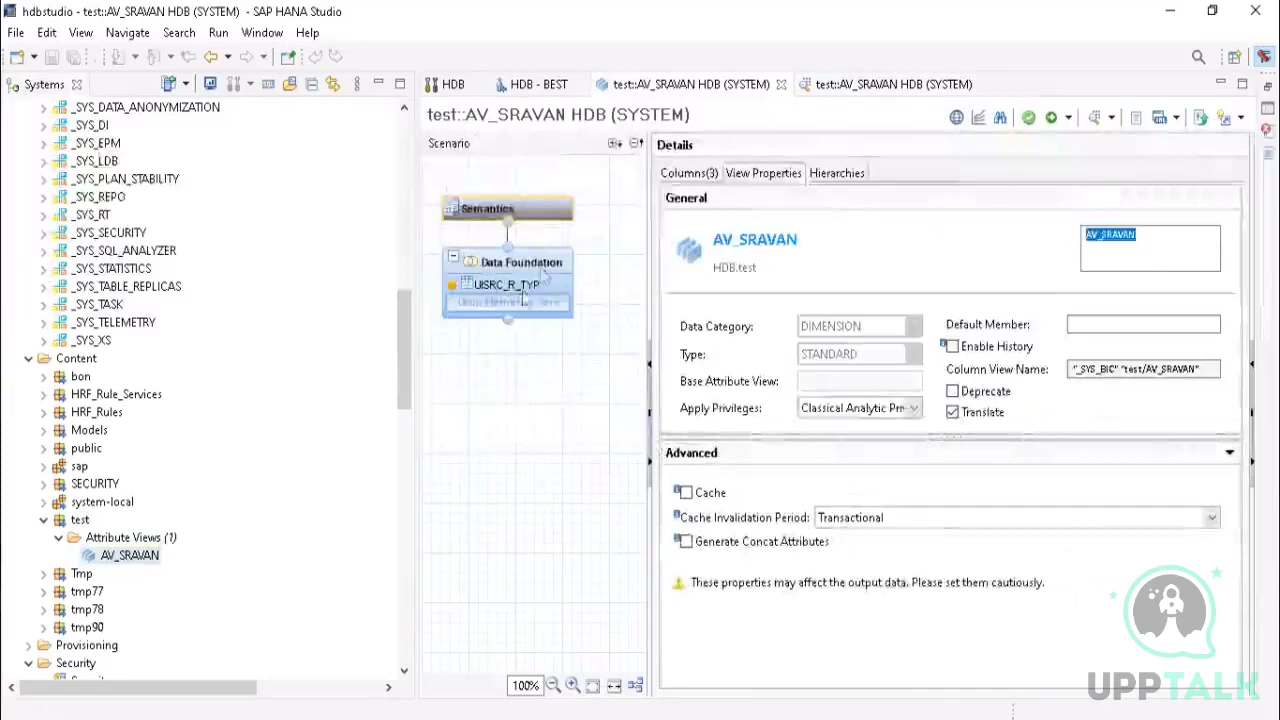 hdbstudio - test::AV_SRAVAN HDB (SYSTEM) - SAP HANA Studio
File Edit View Navigate Search Run Window Help
Systems
_SYS_DATA_ANONYMIZATION
_SYS_DI
_SYS_EPM
_SYS_LDB
_SYS_PLAN_STABILITY
_SYS_REPO
_SYS_RT
_SYS_SECURITY
_SYS_SQL_ANALYZER
_SYS_STATISTICS
_SYS_TABLE_REPLICAS
_SYS_TASK
_SYS_TELEMETRY
_SYS_XS
Content
bon
HRF_Rule_Services
HRF_Rules
Models
public
sap
SECURITY
system-local
test
Attribute Views (1)
AV_SRAVAN
Tmp
tmp77
tmp78
tmp90
Provisioning
Security
HDB
HDB - BEST
test::AV_SRAVAN HDB (SYSTEM)
test::AV_SRAVAN HDB (SYSTEM)
test::AV_SRAVAN HDB (SYSTEM)
Scenario
Semantics
Data Foundation
UISRC_R_TYP
100%
Details
Columns(3) View Properties Hierarchies
General
AV_SRAVAN
HDB.test
AV_SRAVAN
Data Category: DIMENSION
Type: STANDARD
Base Attribute View:
Apply Privileges: Classical Analytic Pri
Default Member:
Enable History
Column View Name: "_SYS_BIC" "test/AV_SRAVAN"
Deprecate
Translate
Advanced
Cache
Cache Invalidation Period: Transactional
Generate Concat Attributes
These properties may affect the output data. Please set them cautiously.
UPPTALK